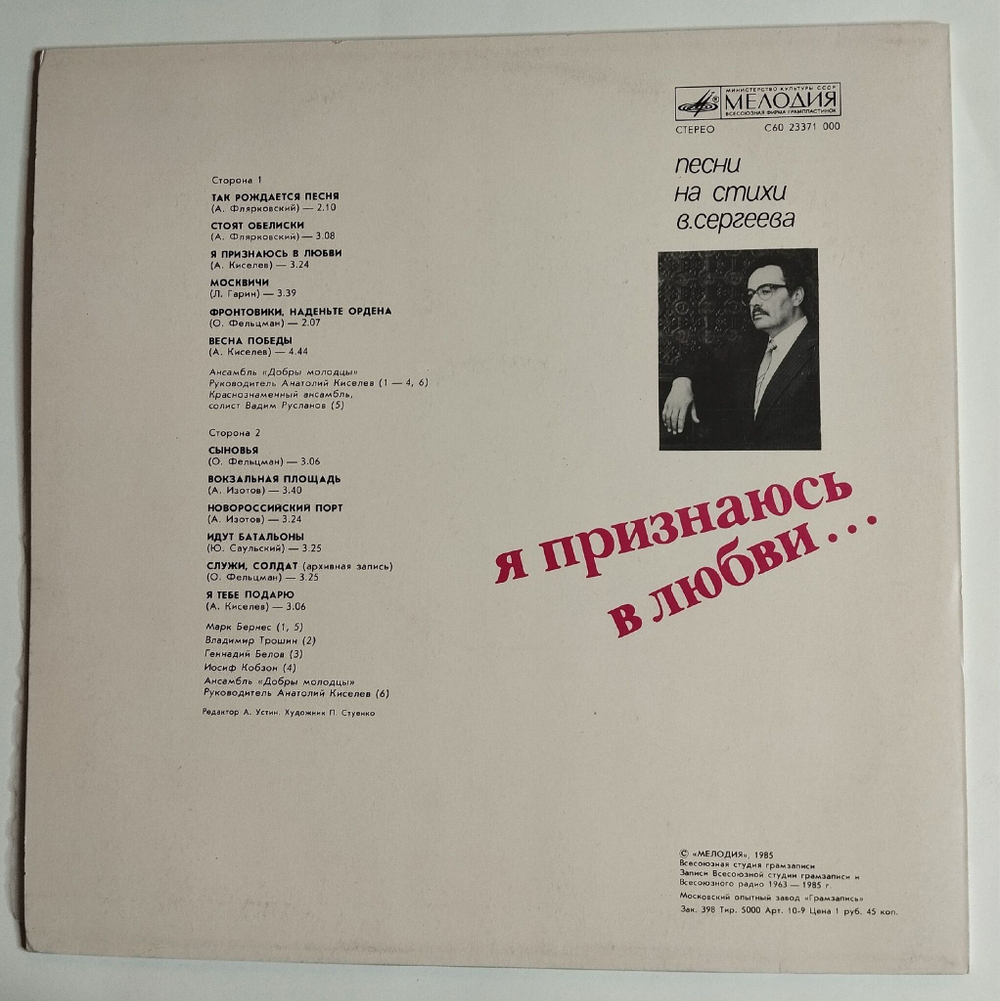 МИНИСТЕРСТВО КУЛЬТУРЫ СССР
МЕЛОДИЯ
ВСЕСОЮЗНАЯ ФИРМА ГРАМПЛАСТИНОК
СТЕРЕО С60 23371 000
песни
на стихи
в.сергеева
Сторона 1
ТАК РОЖДАЕТСЯ ПЕСНЯ
(А. Флярковский) — 2.10
СТОЯТ ОБЕЛИСКИ
(А. Флярковский) — 3.08
Я ПРИЗНАЮСЬ В ЛЮБВИ
(А. Киселев) — 3.24
МОСКВИЧИ
(Л. Гарин) — 3.39
ФРОНТОВИКИ, НАДЕНЬТЕ ОРДЕНА
(О. Фельцман) — 2.07
ВЕСНА ПОБЕДЫ
(А. Киселев) — 4.44
Ансамбль «Добры молодцы»
Руководитель Анатолий Киселев (1 — 4, 6)
Краснознаменный ансамбль,
солист Вадим Русланов (5)
Сторона 2
СЫНОВЬЯ
(О. Фельцман) — 3.06
ВОКЗАЛЬНАЯ ПЛОЩАДЬ
(А. Изотов) — 3.40
НОВОРОССИЙСКИЙ ПОРТ
(А. Изотов) — 3.24
ИДУТ БАТАЛЬОНЫ
(Ю. Саульский) — 3.25
СЛУЖИ, СОЛДАТ (архивная запись)
(О. Фельцман) — 3.25
Я ТЕБЕ ПОДАРЮ
(А. Киселев) — 3.06
Марк Бернес (1, 5)
Владимир Трошин (2)
Геннадий Белов (3)
Иосиф Кобзон (4)
Ансамбль «Добры молодцы»
Руководитель Анатолий Киселев (6)
Редактор А. Устин. Художник П. Стуенко
я признаюсь
в любви...
© «МЕЛОДИЯ», 1985
Всесоюзная студия грамзаписи
Записи Всесоюзной студии грамзаписи и
Всесоюзного радио 1963 — 1985 г.
Московский опытный завод «Грамзапись»
Зак. 398 Тир. 5000 Арт. 10-9 Цена 1 руб. 45 коп.